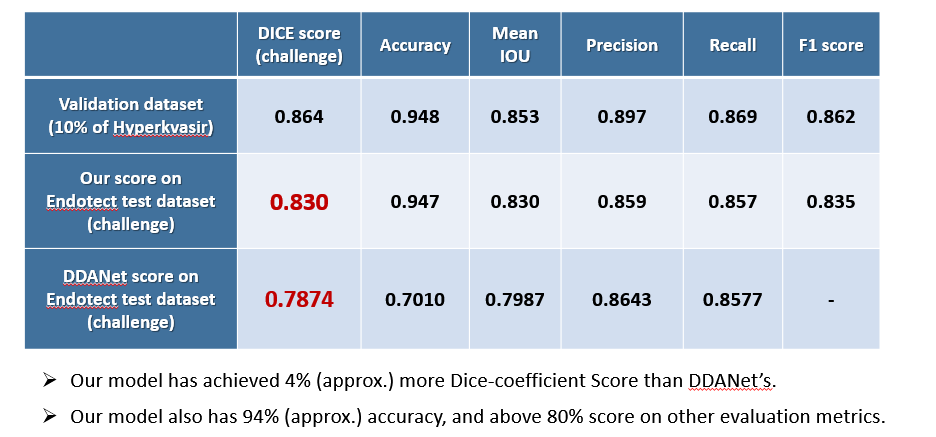 DICE score (challenge) Accuracy Mean IOU Precision Recall F1 score
Validation dataset (10% of Hyperkvasir) 0.864 0.948 0.853 0.897 0.869 0.862
Our score on Endotect test dataset (challenge) 0.830 0.947 0.830 0.859 0.857 0.835
DDANet score on Endotect test dataset (challenge) 0.7874 0.7010 0.7987 0.8643 0.8577 -
➢ Our model has achieved 4% (approx.) more Dice-coefficient Score than DDANet’s.
➢ Our model also has 94% (approx.) accuracy, and above 80% score on other evaluation metrics.